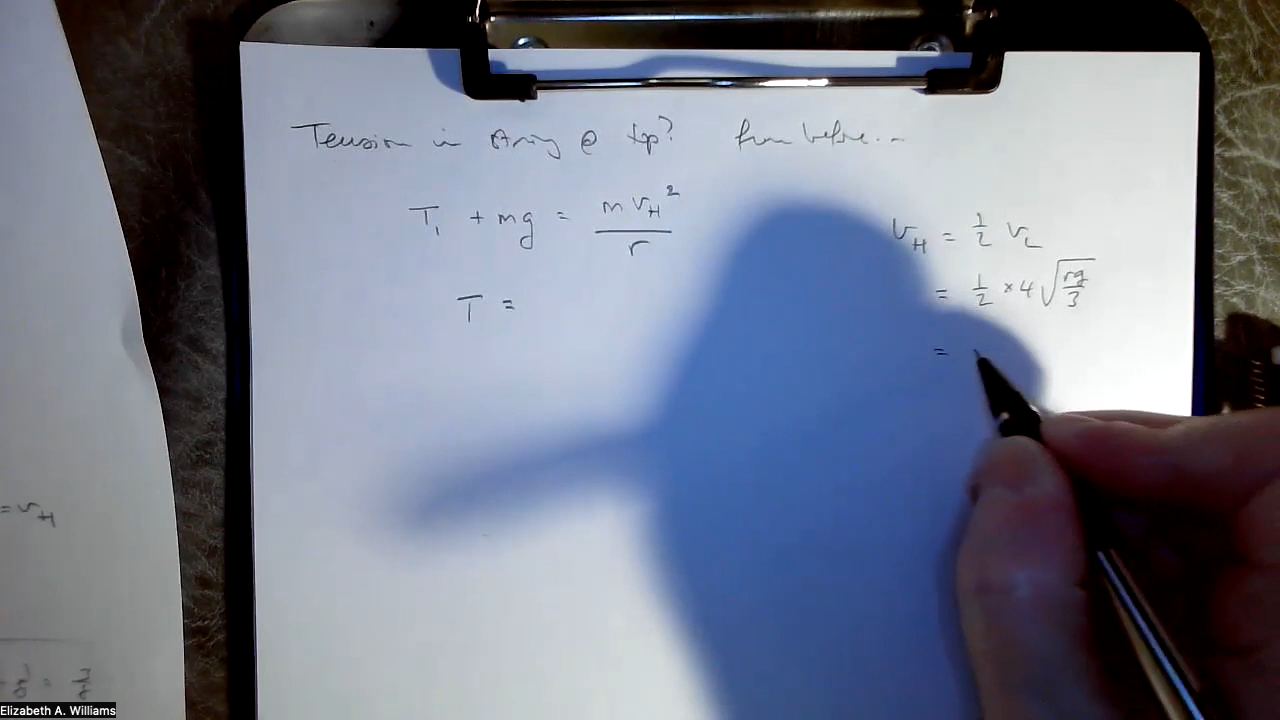 Tension in string @ top? from before...
T₁ + mg = m v_H² / r
v_H = 1/2 v_L
= 1/2 × 4 √(rg/3)
T =
=
= v_H
Elizabeth A. Williams